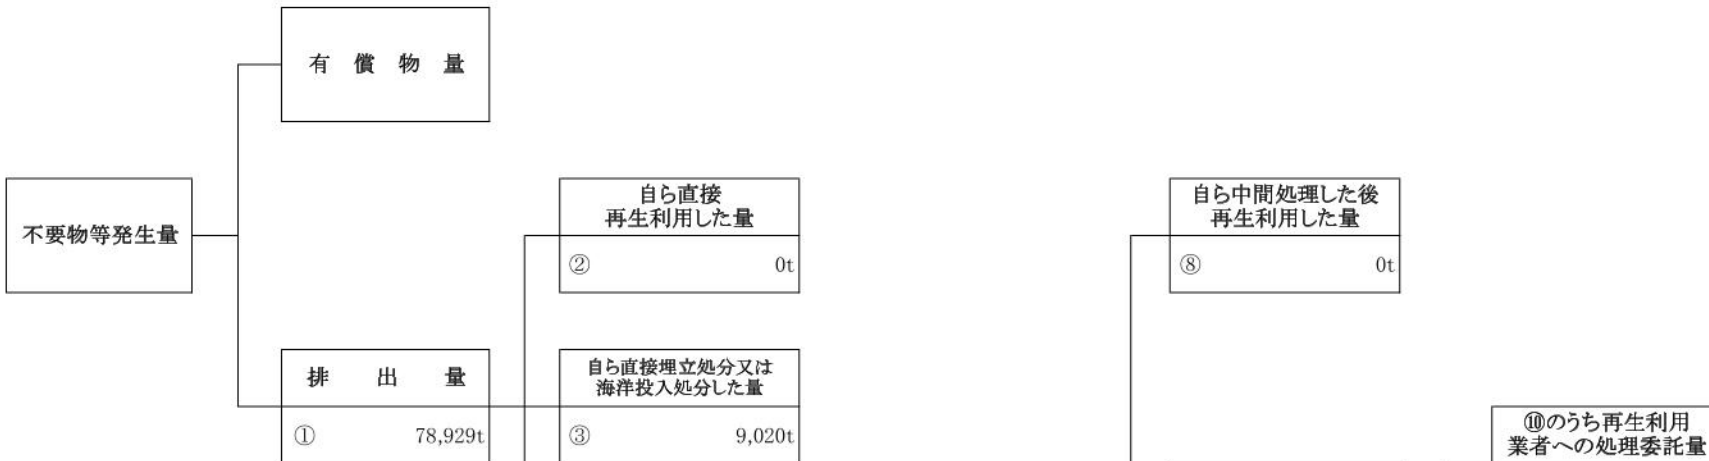 有償物量
不要物等発生量
自ら直接
再生利用した量
② 0t
自ら中間処理した後
再生利用した量
⑧ 0t
排出量
① 78,929t
自ら直接埋立処分又は
海洋投入処分した量
③ 9,020t
⑩のうち再生利用
業者への処理委託量